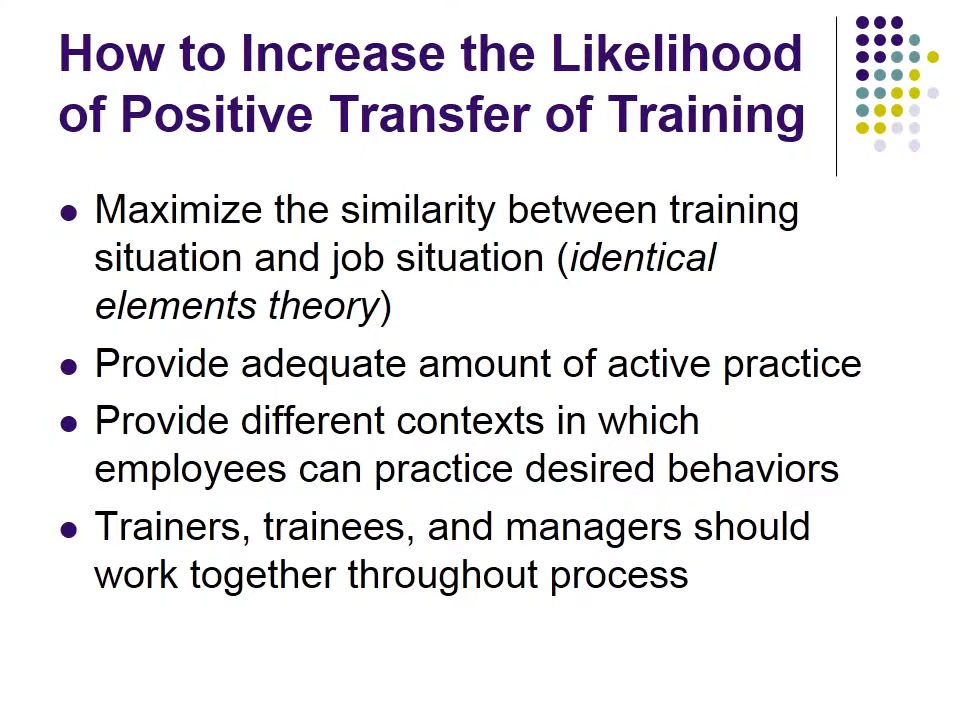 How to Increase the Likelihood
of Positive Transfer of Training
● Maximize the similarity between training
situation and job situation (identical
elements theory)
● Provide adequate amount of active practice
● Provide different contexts in which
employees can practice desired behaviors
● Trainers, trainees, and managers should
work together throughout process